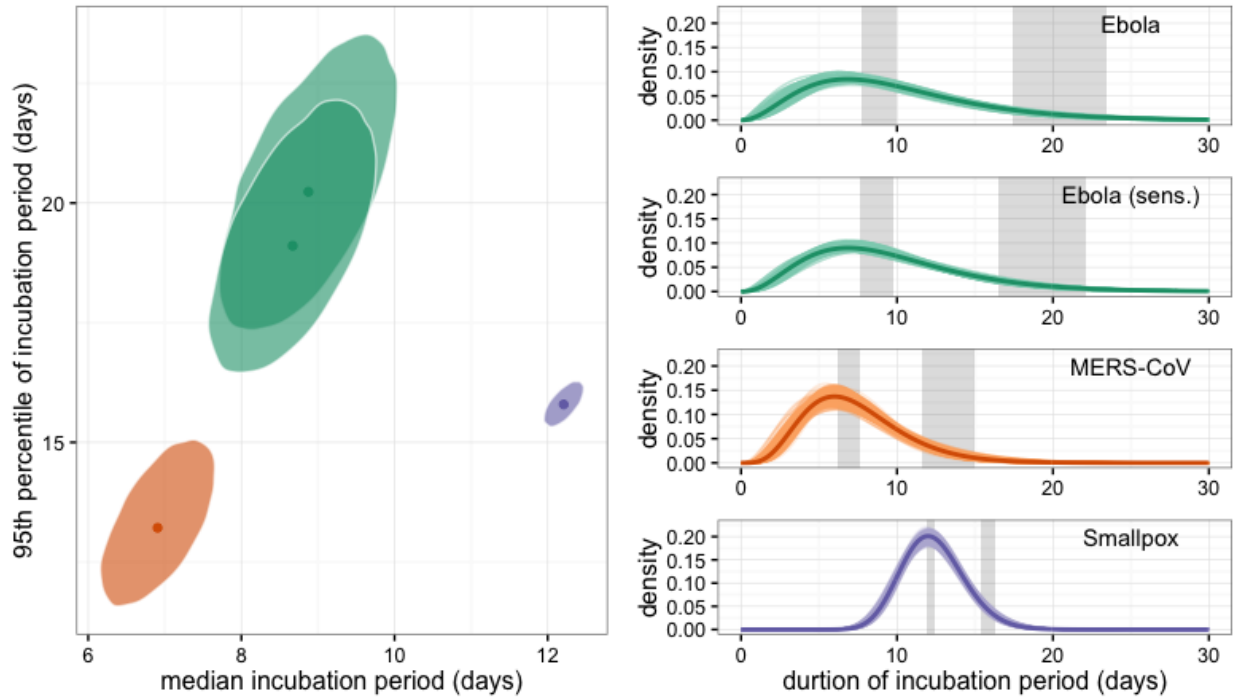 95th percentile of incubation period (days)
20
15
6 8 10 12
median incubation period (days)
density
0.20
0.15
0.10
0.05
0.00
Ebola
0 10 20 30
density
0.20
0.15
0.10
0.05
0.00
Ebola (sens.)
0 10 20 30
density
0.20
0.15
0.10
0.05
0.00
MERS-CoV
0 10 20 30
density
0.20
0.15
0.10
0.05
0.00
Smallpox
0 10 20 30
durtion of incubation period (days)